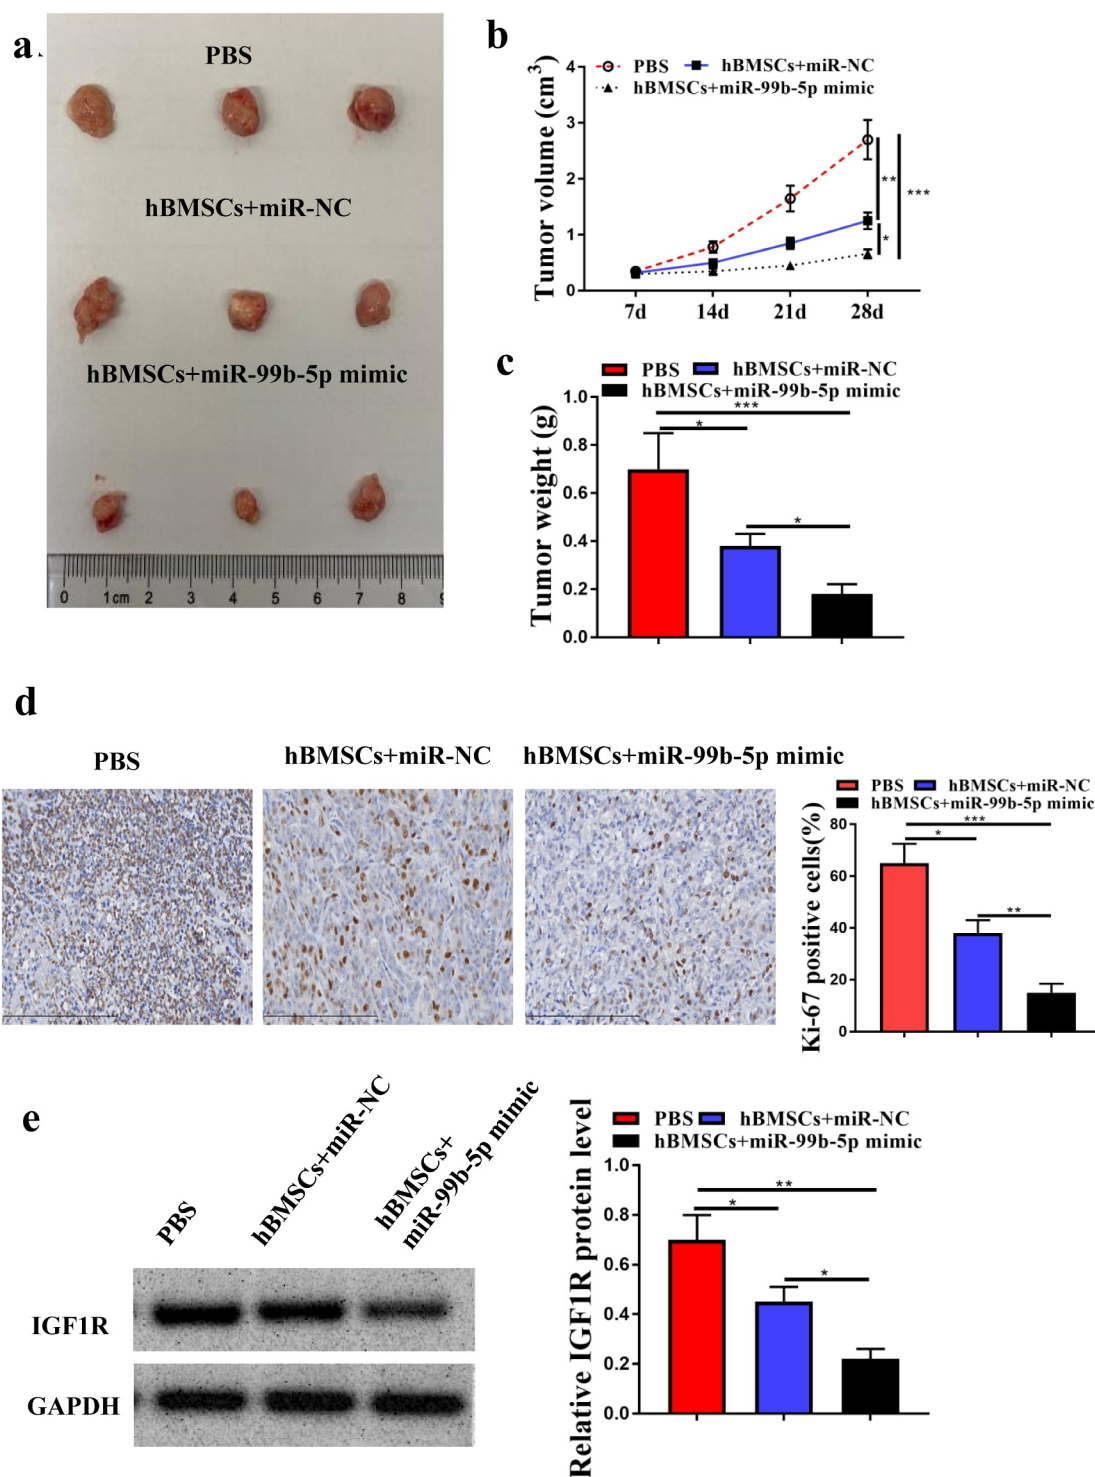 a.
PBS
hBMSCs+miR-NC
hBMSCs+miR-99b-5p mimic
0 1 cm 2 3 4 5 6 7 8
b
PBS hBMSCs+miR-NC
hBMSCs+miR-99b-5p mimic
Tumor volume (cm³)
4
3
2
1
0
7d 14d 21d 28d
**
***
*
c
PBS hBMSCs+miR-NC
hBMSCs+miR-99b-5p mimic
Tumor weight (g)
1.0
0.8
0.6
0.4
0.2
0.0
***
*
*
d
PBS hBMSCs+miR-NC hBMSCs+miR-99b-5p mimic
PBS hBMSCs+miR-NC
hBMSCs+miR-99b-5p mimic
Ki-67 positive cells(%)
80
60
40
20
0
***
*
**
e
PBS
hBMSCs+miR-NC
hBMSCs+
miR-99b-5p mimic
IGF1R
GAPDH
PBS hBMSCs+miR-NC
hBMSCs+miR-99b-5p mimic
Relative IGF1R protein level
1.0
0.8
0.6
0.4
0.2
0.0
**
*
*